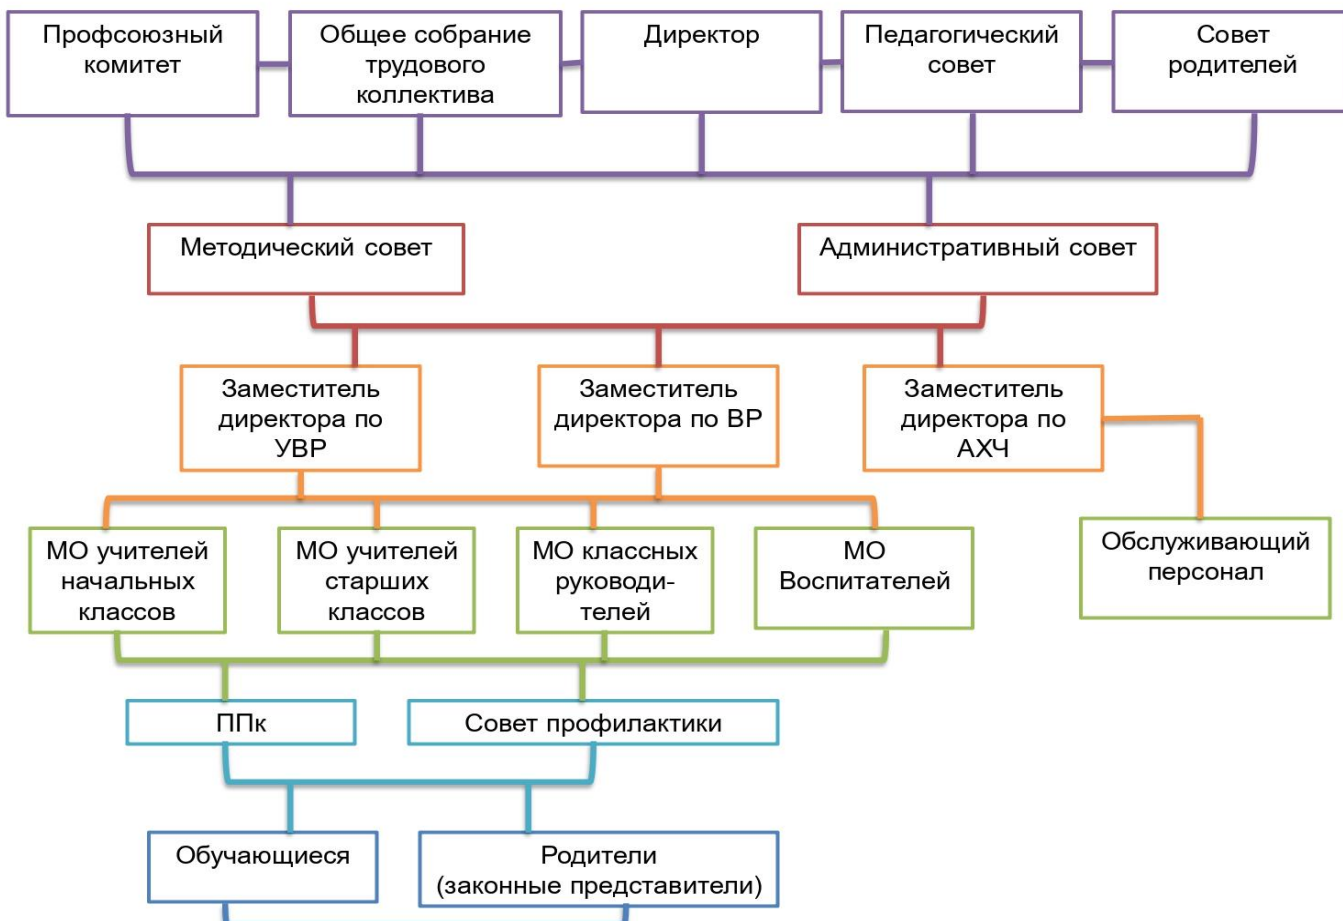 Профсоюзный
комитет
Общее собрание
трудового
коллектива
Директор
Педагогический
совет
Совет
родителей
Методический совет
Административный совет
Заместитель
директора по
УВР
Заместитель
директора по ВР
Заместитель
директора по
АХЧ
МО учителей
начальных
классов
МО учителей
старших
классов
МО классных
руководи-
телей
МО
Воспитателей
Обслуживающий
персонал
ППк
Совет профилактики
Обучающиеся
Родители
(законные представители)